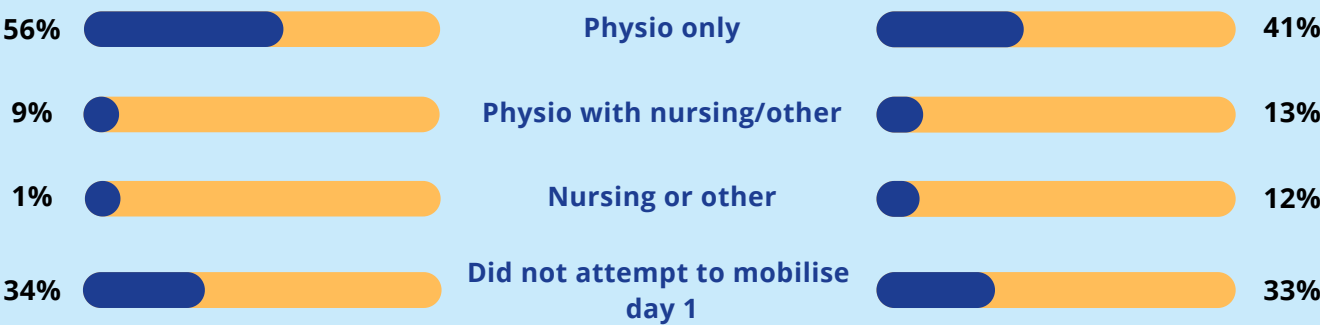 56% Physio only 41%
9% Physio with nursing/other 13%
1% Nursing or other 12%
34% Did not attempt to mobilise 33%
day 1